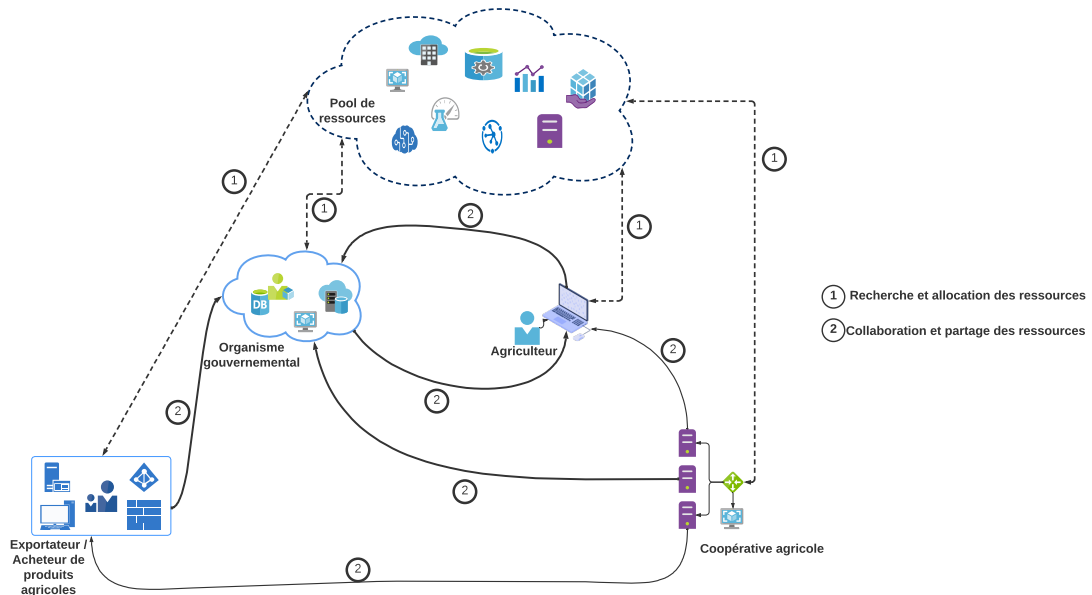 Pool de
ressources
1
1
2
1
1
DB
Organisme
gouvernemental
Agriculteur
1 Recherche et allocation des ressources
2 Collaboration et partage des ressources
2
2
2
2
Exportateur /
Acheteur de
produits
agricoles
Coopérative agricole
2